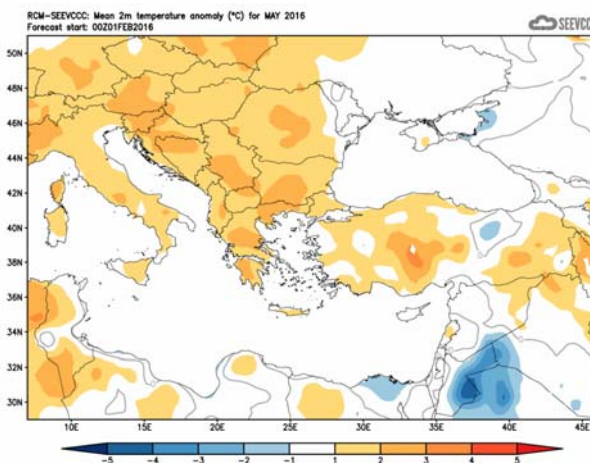 RCM-SEEVCCC: Mean 2m temperature anomaly (°C) for MAY 2016
Forecast start: 00Z01FEB2016
SEEVCCC
50N
48N
46N
44N
42N
40N
38N
36N
34N
32N
30N
10E 15E 20E 25E 30E 35E 40E 45E
-5 -4 -3 -2 -1 1 2 3 4 5